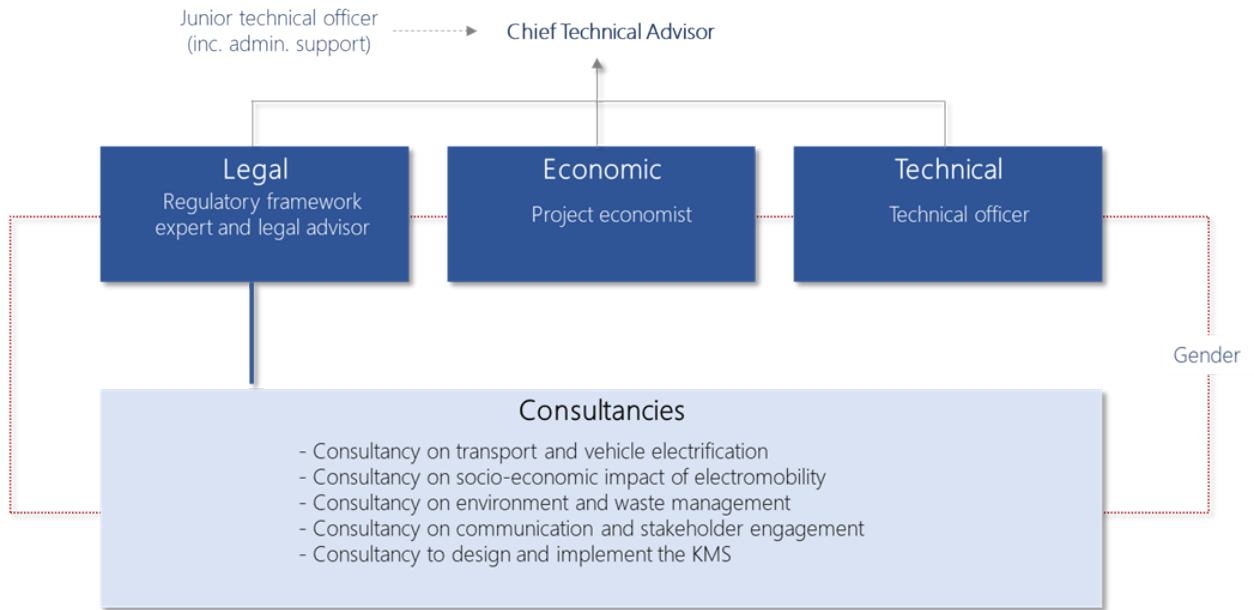 Junior technical officer
(inc. admin. support)
Chief Technical Advisor
Legal
Regulatory framework
expert and legal advisor
Economic
Project economist
Technical
Technical officer
Gender
Consultancies
- Consultancy on transport and vehicle electrification
- Consultancy on socio-economic impact of electromobility
- Consultancy on environment and waste management
- Consultancy on communication and stakeholder engagement
- Consultancy to design and implement the KMS